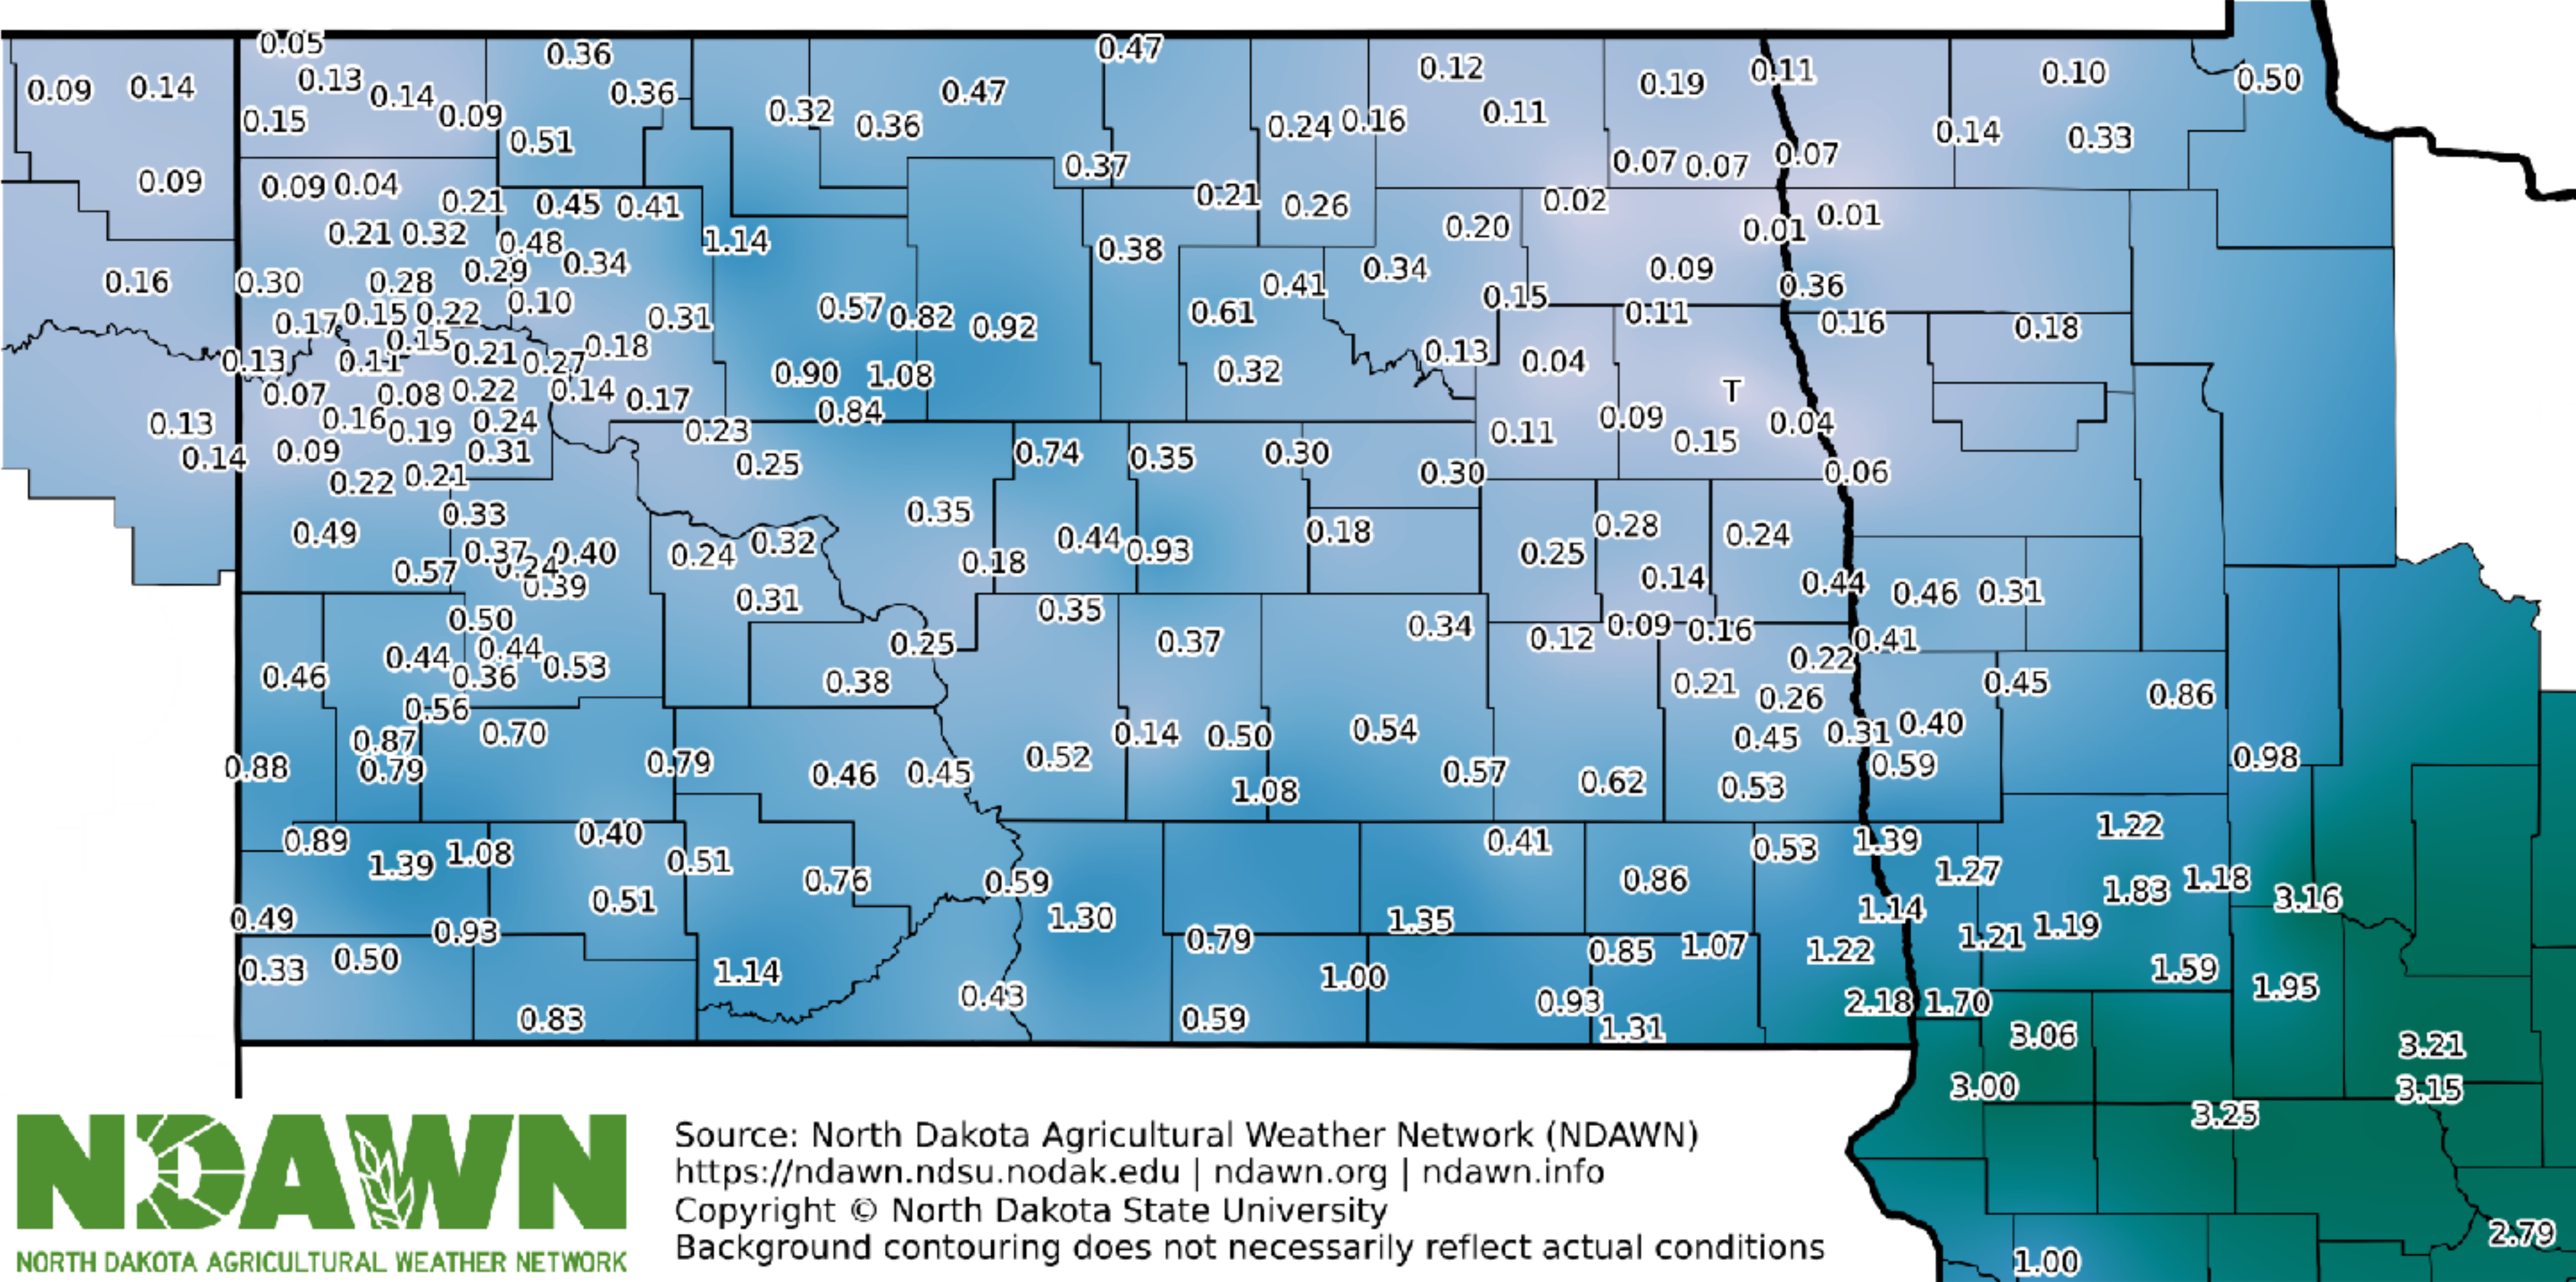 0.05
0.36
0.47
0.09 0.14 0.13 0.14 0.36 0.32 0.47 0.12 0.19 0.11 0.10 0.50
0.15 0.09 0.51 0.36 0.24 0.16 0.11 0.14 0.33
0.09 0.09 0.04 0.37 0.07 0.07 0.07
0.21 0.45 0.41 0.21 0.26 0.02
0.21 0.32 0.48 1.14 0.38 0.20 0.01 0.01
0.16 0.30 0.28 0.29 0.34 0.41 0.34 0.09 0.36
0.17 0.15 0.22 0.10 0.31 0.57 0.82 0.92 0.61 0.15 0.11 0.16 0.18
0.13 0.11 0.15 0.21 0.27 0.18 0.13 0.04
0.07 0.08 0.22 0.14 0.17 0.90 1.08 0.32 T
0.13 0.16 0.19 0.24 0.23 0.84 0.11 0.09 0.04
0.14 0.09 0.31 0.25 0.74 0.35 0.30 0.30 0.15
0.22 0.21 0.06
0.49 0.33 0.35 0.18 0.28 0.24
0.57 0.37 0.24 0.40 0.24 0.32 0.18 0.44 0.93 0.25
0.39 0.31 0.35 0.14 0.44 0.46 0.31
0.50 0.25 0.37 0.34 0.12 0.09 0.16 0.41
0.46 0.44 0.44 0.36 0.53 0.38 0.21 0.22 0.26 0.45 0.86
0.56 0.70 0.14 0.50 0.54 0.45 0.31 0.40
0.88 0.87 0.79 0.79 0.46 0.45 0.52 0.57 0.62 0.59 0.98
1.08 0.53
0.89 0.40 0.41 0.53 1.39 1.22
1.39 1.08 0.51 0.76 0.59 0.86 1.27 1.18
0.49 0.93 0.51 1.30 1.35 1.14 1.83 3.16
0.33 0.50 1.14 0.79 1.00 0.85 1.07 1.22 1.21 1.19 1.59
0.83 0.43 0.59 0.93 1.31 2.18 1.70 1.95
3.06 3.21
3.00 3.15
3.25
NDAWN
NORTH DAKOTA AGRICULTURAL WEATHER NETWORK
Source: North Dakota Agricultural Weather Network (NDAWN)
https://ndawn.ndsu.nodak.edu | ndawn.org | ndawn.info
Copyright © North Dakota State University
Background contouring does not necessarily reflect actual conditions
2.79
1.00